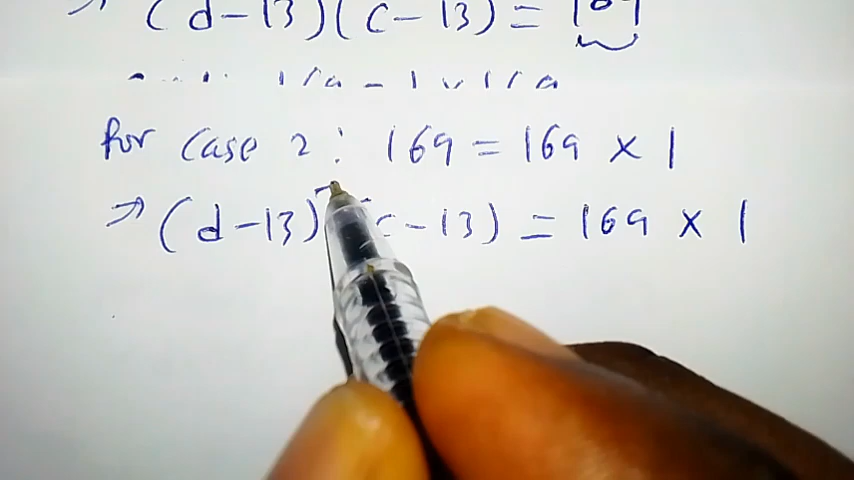 (d-13)(c-13) = 169
for case 2: 169 = 169 × 1
⇒ (d-13)(c-13) = 169 × 1